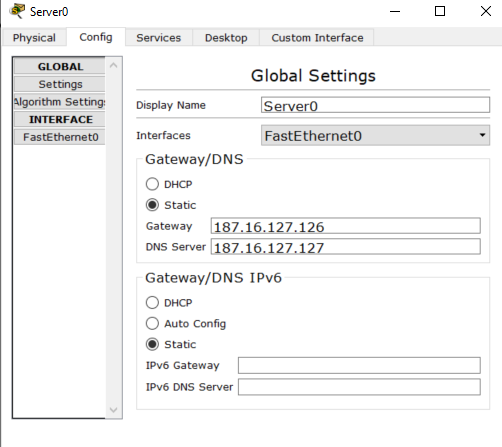 Server0
Physical Config Services Desktop Custom Interface
GLOBAL
Settings
Algorithm Settings
INTERFACE
FastEthernet0
Global Settings
Display Name Server0
Interfaces FastEthernet0
Gateway/DNS
DHCP
Static
Gateway 187.16.127.126
DNS Server 187.16.127.127
Gateway/DNS IPv6
DHCP
Auto Config
Static
IPv6 Gateway
IPv6 DNS Server